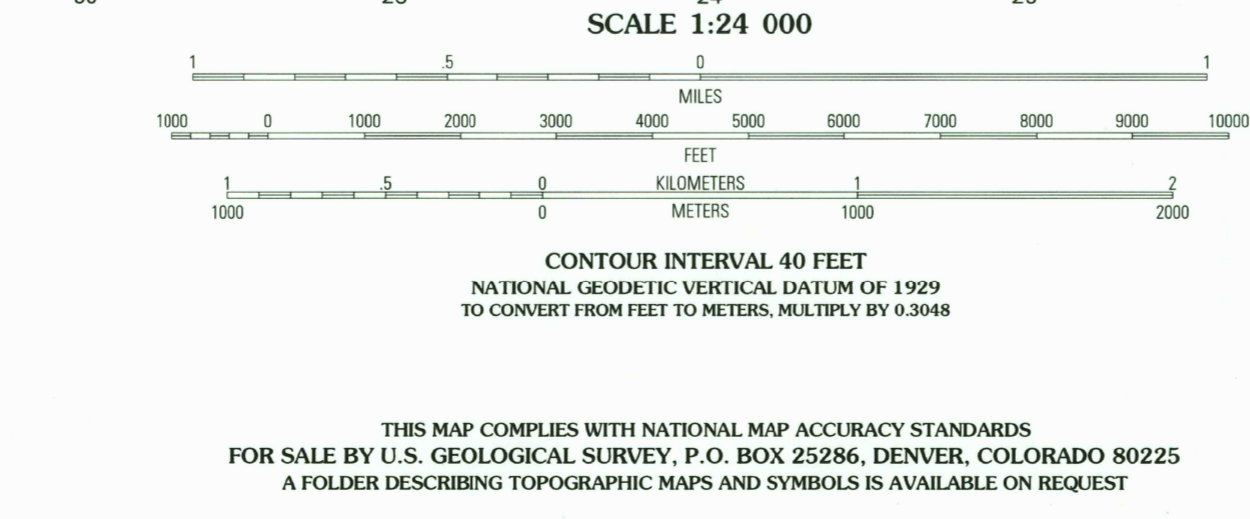 SCALE 1:24 000
1 .5 0 1
MILES
1000 0 1000 2000 3000 4000 5000 6000 7000 8000 9000 10000
FEET
1 .5 0 KILOMETERS 1 2
1000 0 METERS 1000 2000
CONTOUR INTERVAL 40 FEET
NATIONAL GEODETIC VERTICAL DATUM OF 1929
TO CONVERT FROM FEET TO METERS, MULTIPLY BY 0.3048
THIS MAP COMPLIES WITH NATIONAL MAP ACCURACY STANDARDS
FOR SALE BY U.S. GEOLOGICAL SURVEY, P.O. BOX 25286, DENVER, COLORADO 80225
A FOLDER DESCRIBING TOPOGRAPHIC MAPS AND SYMBOLS IS AVAILABLE ON REQUEST